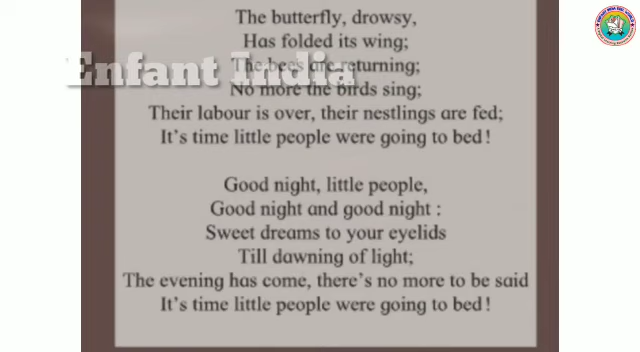 The butterfly, drowsy,
Has folded its wing;
The bees are returning;
No more the birds sing;
Their labour is over, their nestlings are fed;
It's time little people were going to bed!
Good night, little people,
Good night and good night :
Sweet dreams to your eyelids
Till dawning of light;
The evening has come, there's no more to be said
It's time little people were going to bed!
Enfant India